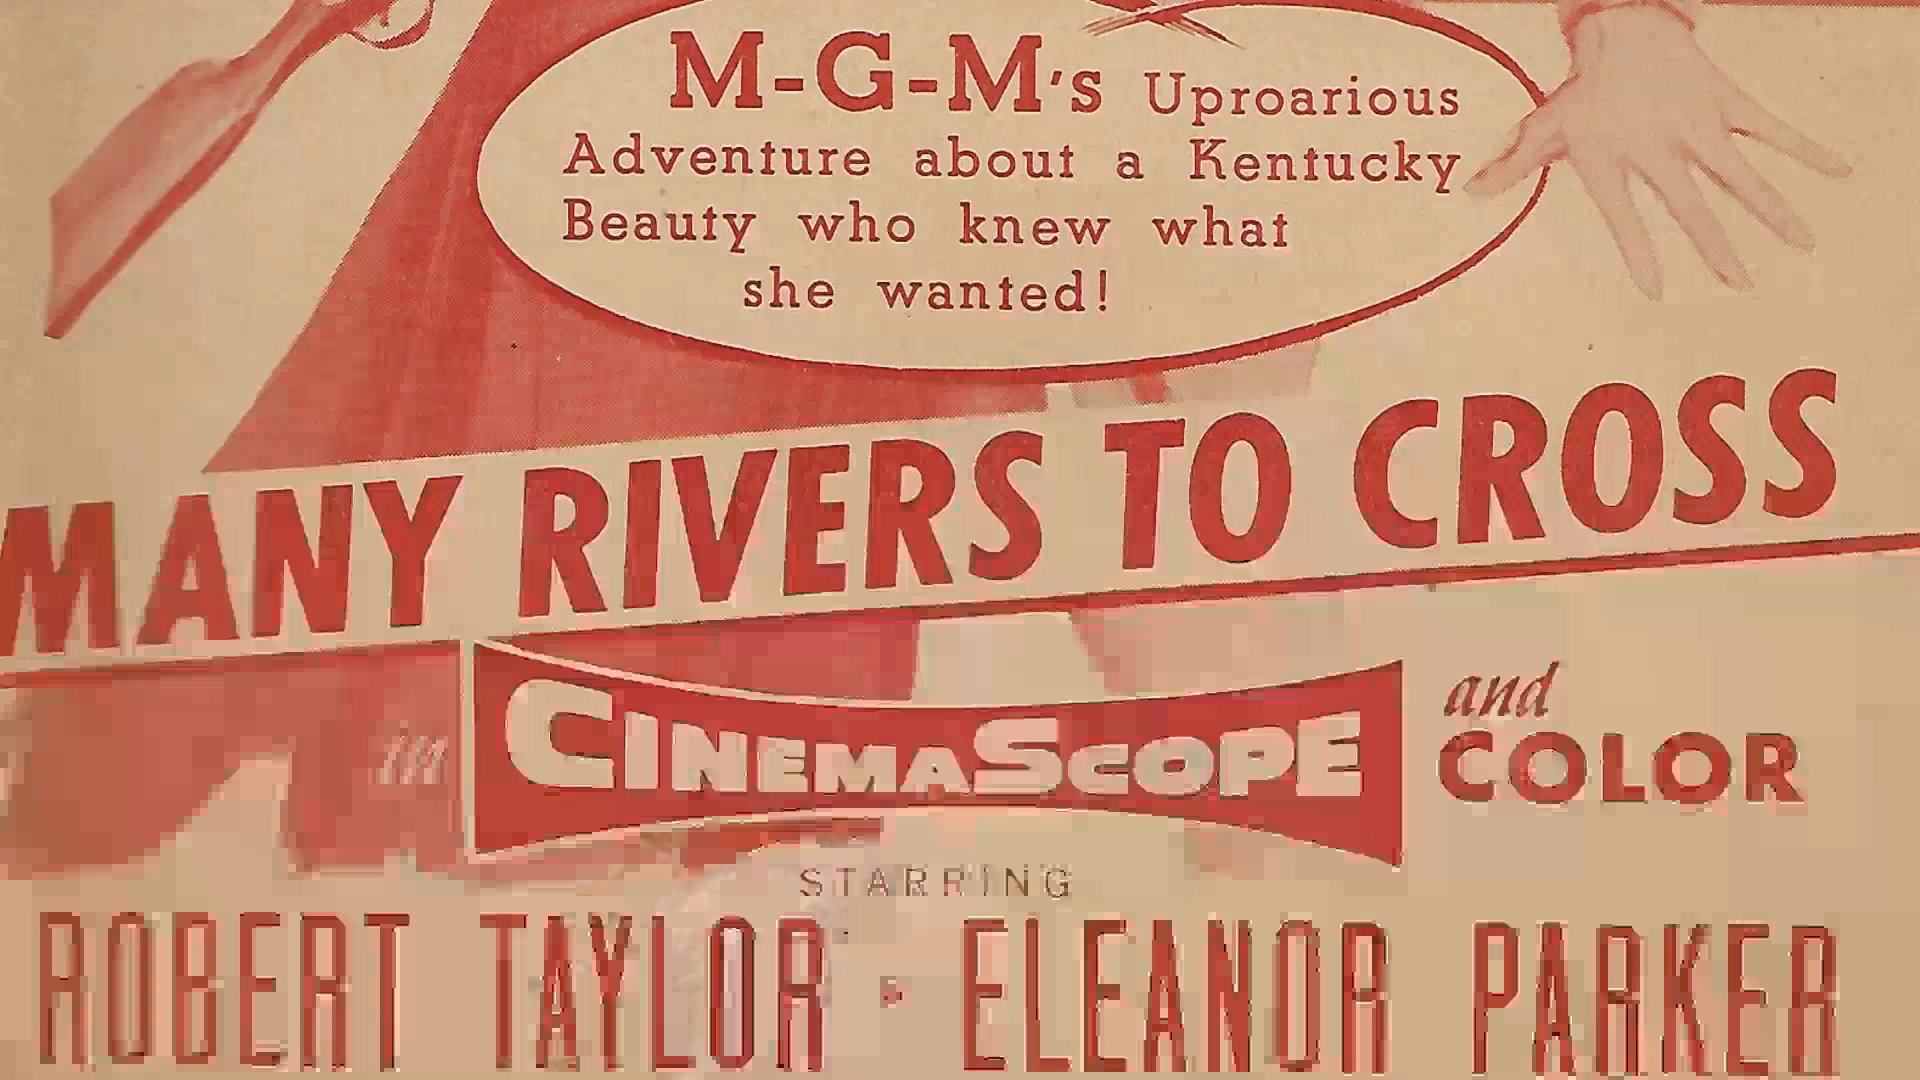 M-G-M's Uproarious
Adventure about a Kentucky
Beauty who knew what
she wanted!
MANY RIVERS TO CROSS
in CINEMASCOPE and
COLOR
STARRING
ROBERT TAYLOR • ELEANOR PARKER